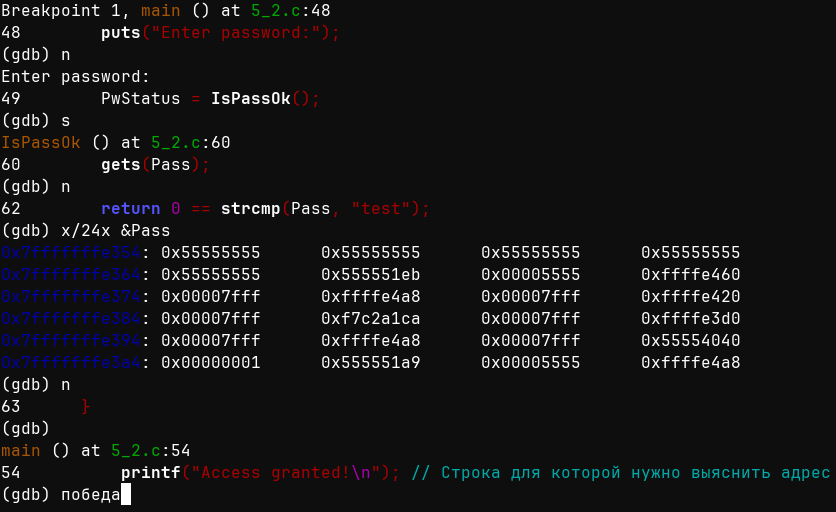 Breakpoint 1, main () at 5_2.c:48
48        puts("Enter password:");
(gdb) n
Enter password:
49        PwStatus = IsPassOk();
(gdb) s
IsPassOk () at 5_2.c:60
60        gets(Pass);
(gdb) n
62        return 0 == strcmp(Pass, "test");
(gdb) x/24x &Pass
0x7fffffffe354: 0x55555555      0x55555555      0x55555555      0x55555555
0x7fffffffe364: 0x55555555      0x555551eb      0x00005555      0xffffe460
0x7fffffffe374: 0x00007fff      0xffffe4a8      0x00007fff      0xffffe420
0x7fffffffe384: 0x00007fff      0xf7c2a1ca      0x00007fff      0xffffe3d0
0x7fffffffe394: 0x00007fff      0xffffe4a8      0x00007fff      0x55554040
0x7fffffffe3a4: 0x00000001      0x555551a9      0x00005555      0xffffe4a8
(gdb) n
63      }
(gdb)
main () at 5_2.c:54
54          printf("Access granted!\n"); // Строка для которой нужно выяснить адрес
(gdb) победа